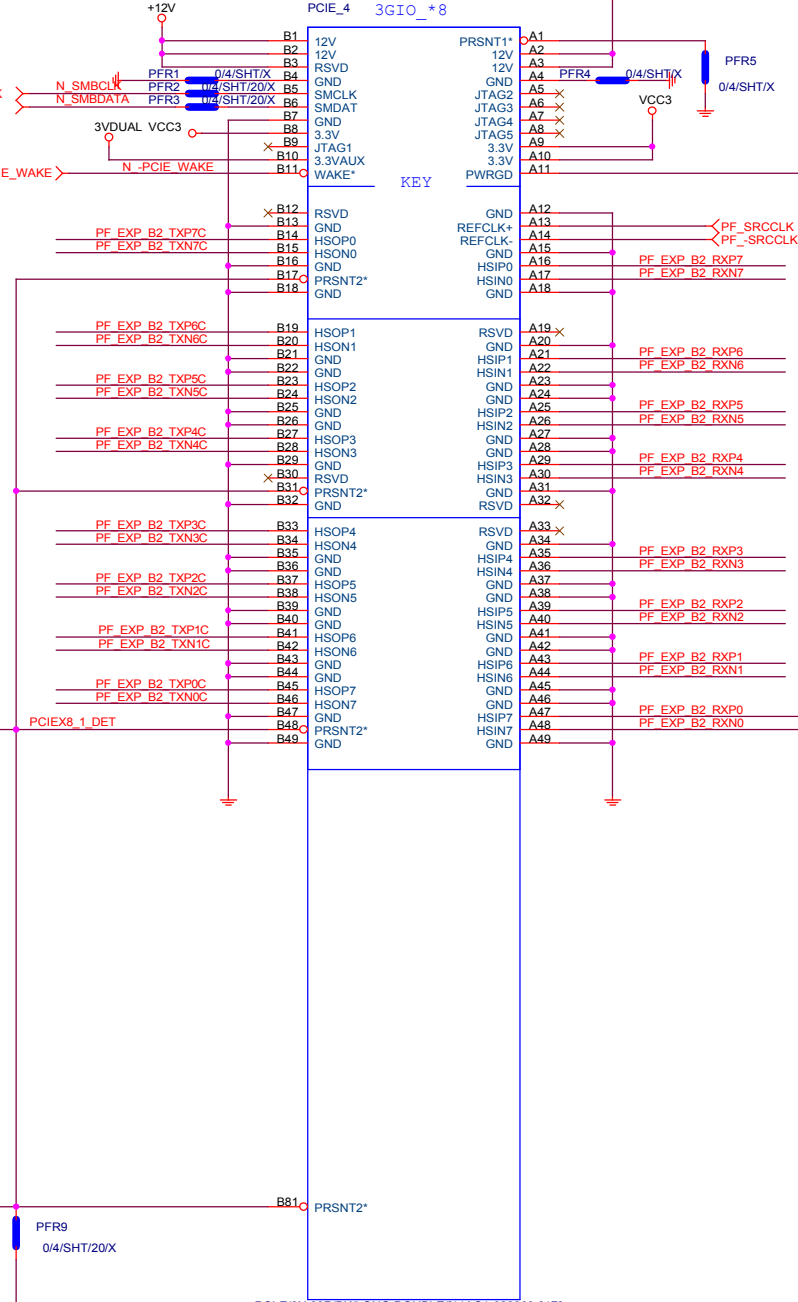 +12V PCIE_4 3GIO_*8
B1 12V PRSNT1* A1
B2 12V 12V A2
B3 RSVD 12V A3
PFR1 0/4/SHT/X B4 GND GND A4 PFR4 0/4/SHT/X
N_SMBCLK PFR2 0/4/SHT/20/X B5 SMCLK JTAG2 A5
N_SMBDATA PFR3 0/4/SHT/20/X B6 SMDAT JTAG3 A6
PFR5
0/4/SHT/X
B7 GND JTAG4 A7
3VDUAL VCC3 B8 3.3V JTAG5 A8 VCC3
B9 JTAG1 3.3V A9
B10 3.3VAUX 3.3V A10
E_WAKE N_-PCIE_WAKE B11 WAKE* PWRGD A11
KEY
B12 RSVD GND A12
B13 GND REFCLK+ A13 PF_SRCCLK
PF_EXP_B2_TXP7C B14 HSOP0 REFCLK- A14 PF_-SRCCLK
PF_EXP_B2_TXN7C B15 HSON0 GND A15
B16 GND HSIP0 A16 PF_EXP_B2_RXP7
B17 PRSNT2* HSIN0 A17 PF_EXP_B2_RXN7
B18 GND GND A18
PF_EXP_B2_TXP6C B19 HSOP1 RSVD A19
PF_EXP_B2_TXN6C B20 HSON1 GND A20
B21 GND HSIP1 A21 PF_EXP_B2_RXP6
B22 GND HSIN1 A22 PF_EXP_B2_RXN6
PF_EXP_B2_TXP5C B23 HSOP2 GND A23
PF_EXP_B2_TXN5C B24 HSON2 GND A24
B25 GND HSIP2 A25 PF_EXP_B2_RXP5
B26 GND HSIN2 A26 PF_EXP_B2_RXN5
PF_EXP_B2_TXP4C B27 HSOP3 GND A27
PF_EXP_B2_TXN4C B28 HSON3 GND A28
B29 GND HSIP3 A29 PF_EXP_B2_RXP4
B30 RSVD HSIN3 A30 PF_EXP_B2_RXN4
B31 PRSNT2* GND A31
B32 GND RSVD A32
PF_EXP_B2_TXP3C B33 HSOP4 RSVD A33
PF_EXP_B2_TXN3C B34 HSON4 GND A34
B35 GND HSIP4 A35 PF_EXP_B2_RXP3
B36 GND HSIN4 A36 PF_EXP_B2_RXN3
PF_EXP_B2_TXP2C B37 HSOP5 GND A37
PF_EXP_B2_TXN2C B38 HSON5 GND A38
B39 GND HSIP5 A39 PF_EXP_B2_RXP2
B40 GND HSIN5 A40 PF_EXP_B2_RXN2
PF_EXP_B2_TXP1C B41 HSOP6 GND A41
PF_EXP_B2_TXN1C B42 HSON6 GND A42
B43 GND HSIP6 A43 PF_EXP_B2_RXP1
B44 GND HSIN6 A44 PF_EXP_B2_RXN1
PF_EXP_B2_TXP0C B45 HSOP7 GND A45
PF_EXP_B2_TXN0C B46 HSON7 GND A46
B47 GND HSIP7 A47 PF_EXP_B2_RXP0
PCIEX8_1_DET B48 PRSNT2* HSIN7 A48 PF_EXP_B2_RXN0
B49 GND GND A49
B81 PRSNT2*
PFR9
0/4/SHT/20/X